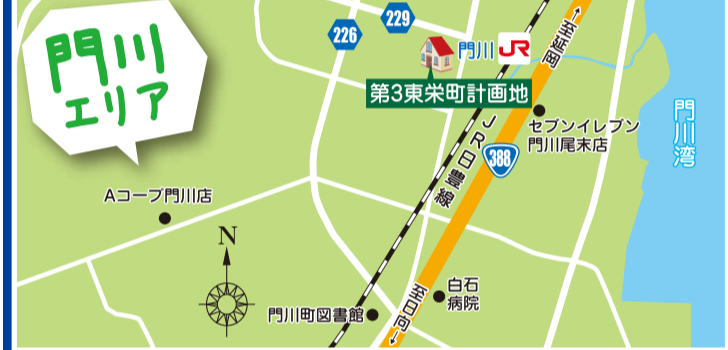 門川
エリア
226
229
門川 JR
至延岡
第3東栄町計画地
セブンイレブン
門川尾末店
門川湾
JR日豊線
388
Aコープ門川店
N
白石
病院
至日向
門川町図書館